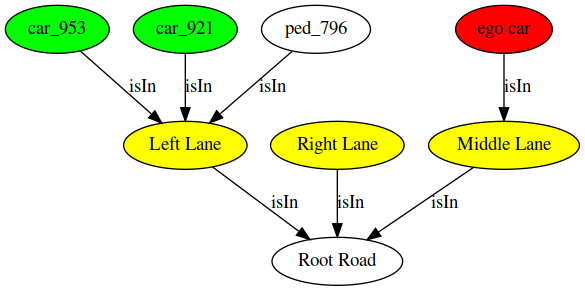 car_953
car_921
ped_796
ego car
isIn
isIn
isIn
isIn
Left Lane
Right Lane
Middle Lane
isIn
isIn
isIn
Root Road